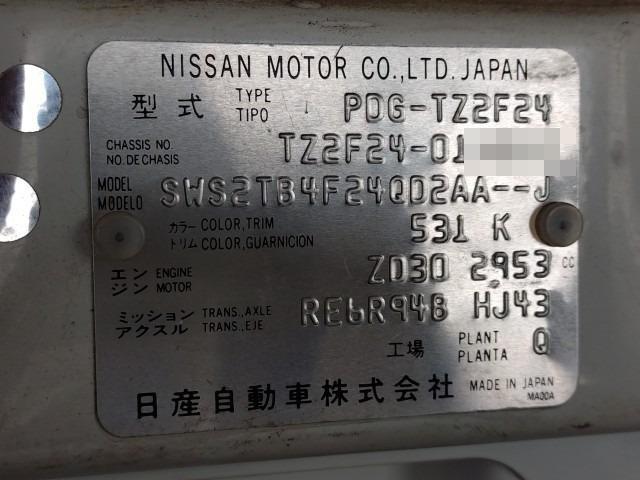 NISSAN MOTOR CO.,LTD. JAPAN
型式 TYPE TIPO PDG-TZ2F24
CHASSIS NO. NO. DE CHASIS TZ2F24-01
MODEL MODELO SWS2TB4F24QD2AA--J
カラー COLOR,TRIM 531 K
トリム COLOR,GUARNICION
エンジン ENGINE MOTOR ZD30 2953 CC
ミッション TRANS.,AXLE RE6R94B HJ43
アクスル TRANS.,EJE
工場 PLANT PLANTA Q
日産自動車株式会社 MADE IN JAPAN
MA00A